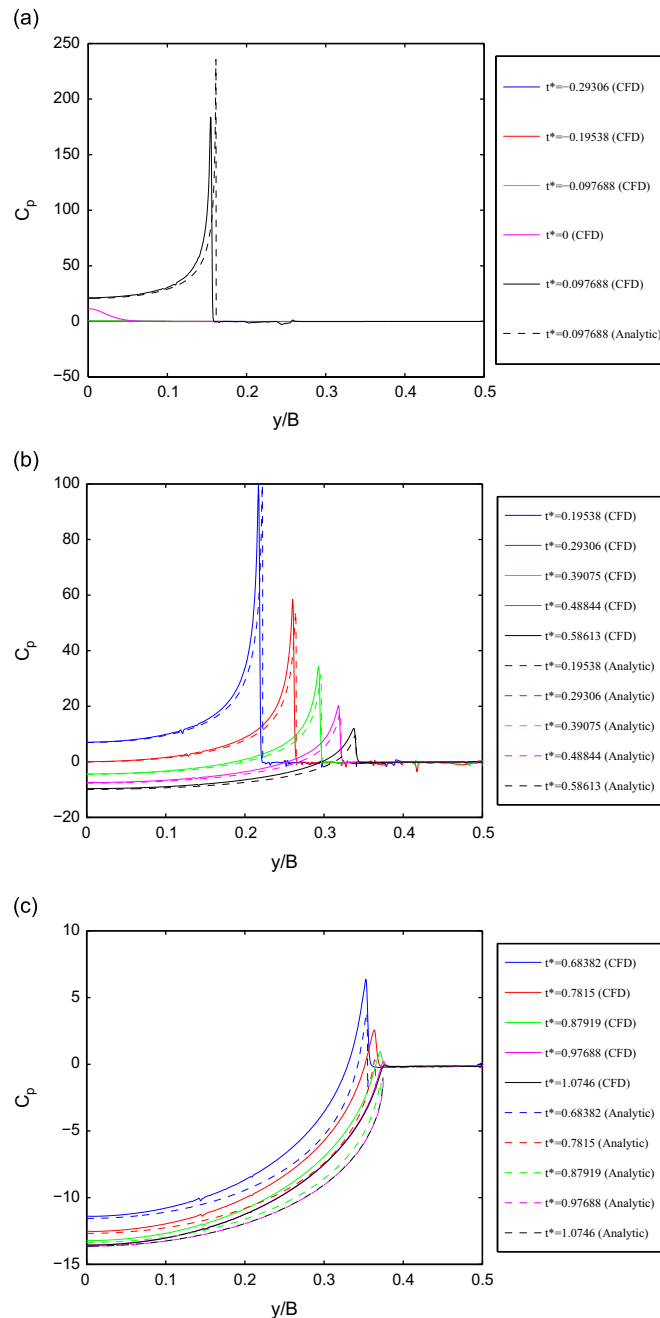 (a)
250
200
150
100
50
0
−50
C_p
0
0.1
0.2
0.3
0.4
0.5
y/B
t*=−0.29306 (CFD)
t*=−0.19538 (CFD)
t*=−0.097688 (CFD)
t*=0 (CFD)
t*=0.097688 (CFD)
t*=0.097688 (Analytic)
(b)
100
80
60
40
20
0
−20
C_p
0
0.1
0.2
0.3
0.4
0.5
y/B
t*=0.19538 (CFD)
t*=0.29306 (CFD)
t*=0.39075 (CFD)
t*=0.48844 (CFD)
t*=0.58613 (CFD)
t*=0.19538 (Analytic)
t*=0.29306 (Analytic)
t*=0.39075 (Analytic)
t*=0.48844 (Analytic)
t*=0.58613 (Analytic)
(c)
10
5
0
−5
−10
−15
C_p
0
0.1
0.2
0.3
0.4
0.5
y/B
t*=0.68382 (CFD)
t*=0.7815 (CFD)
t*=0.87919 (CFD)
t*=0.97688 (CFD)
t*=1.0746 (CFD)
t*=0.68382 (Analytic)
t*=0.7815 (Analytic)
t*=0.87919 (Analytic)
t*=0.97688 (Analytic)
t*=1.0746 (Analytic)